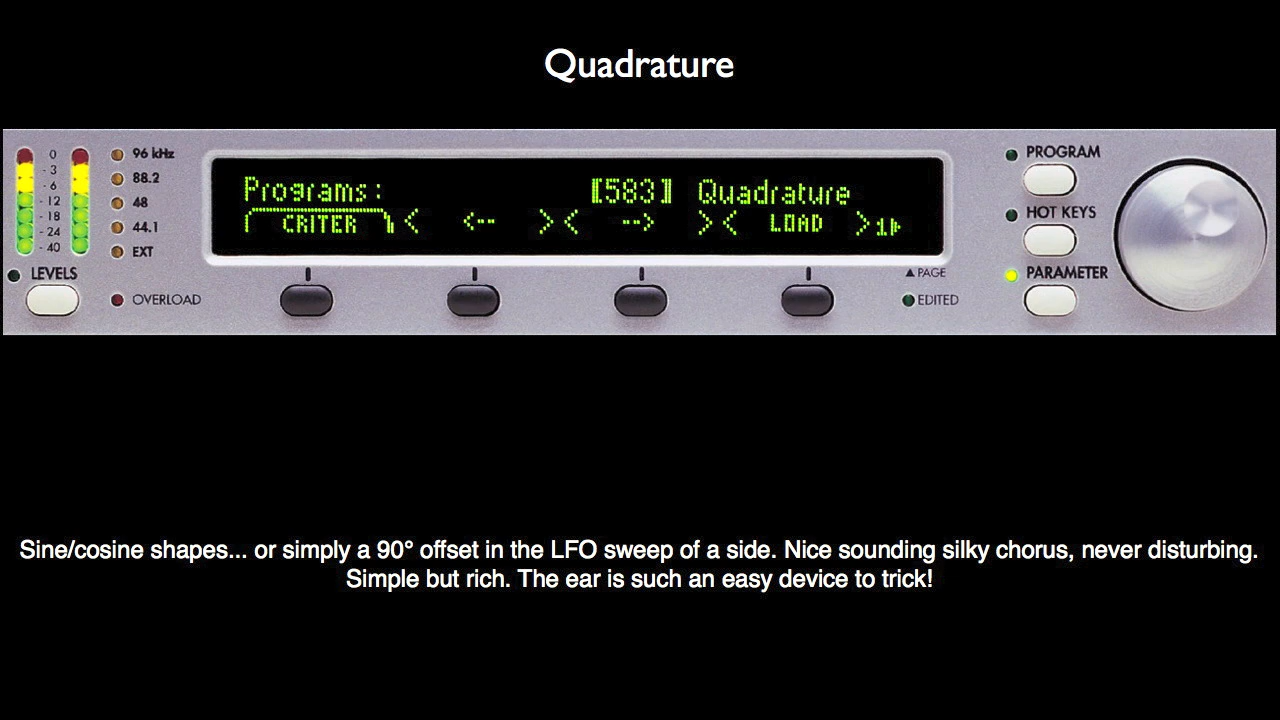 Quadrature
0
- 3
- 6
- 12
- 18
- 24
- 40
96 kHz
88.2
48
44.1
EXT
LEVELS
OVERLOAD
Programs: [583] Quadrature
CRITER < <-- > < --> > < LOAD > 1
▲ PAGE
EDITED
PROGRAM
HOT KEYS
PARAMETER
Sine/cosine shapes... or simply a 90° offset in the LFO sweep of a side. Nice sounding silky chorus, never disturbing.
Simple but rich. The ear is such an easy device to trick!